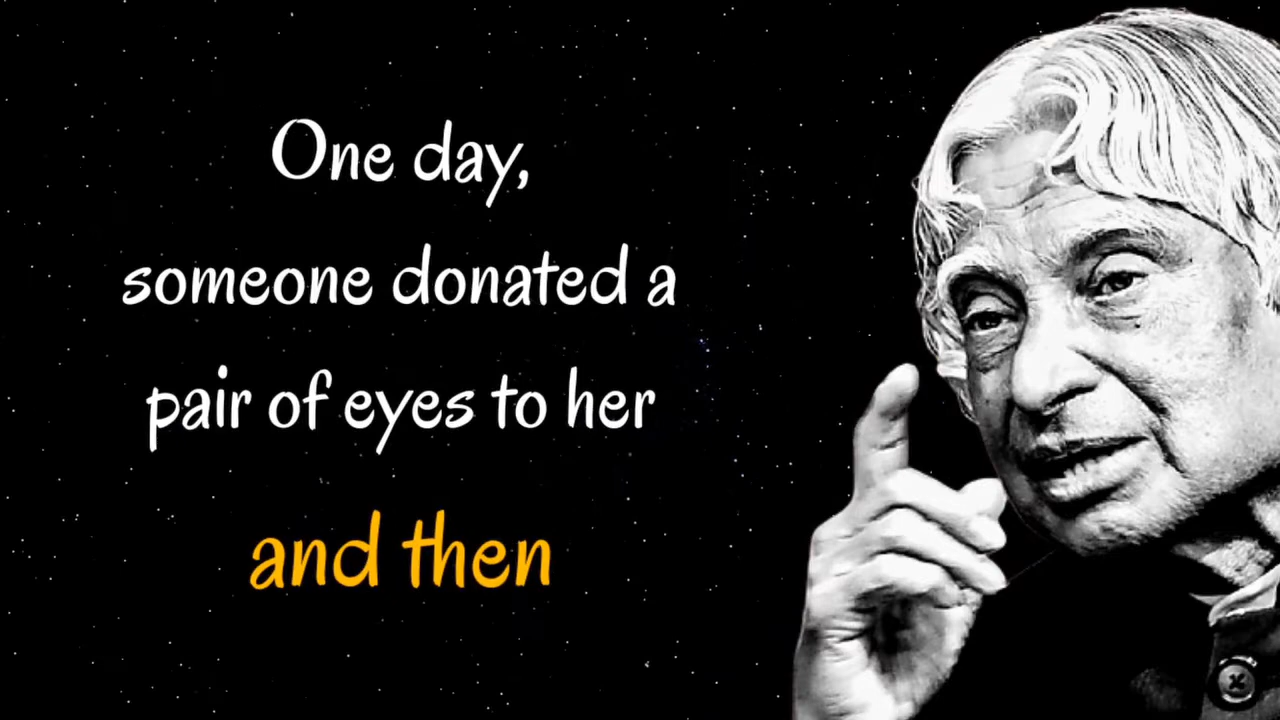 One day,
someone donated a
pair of eyes to her
and then